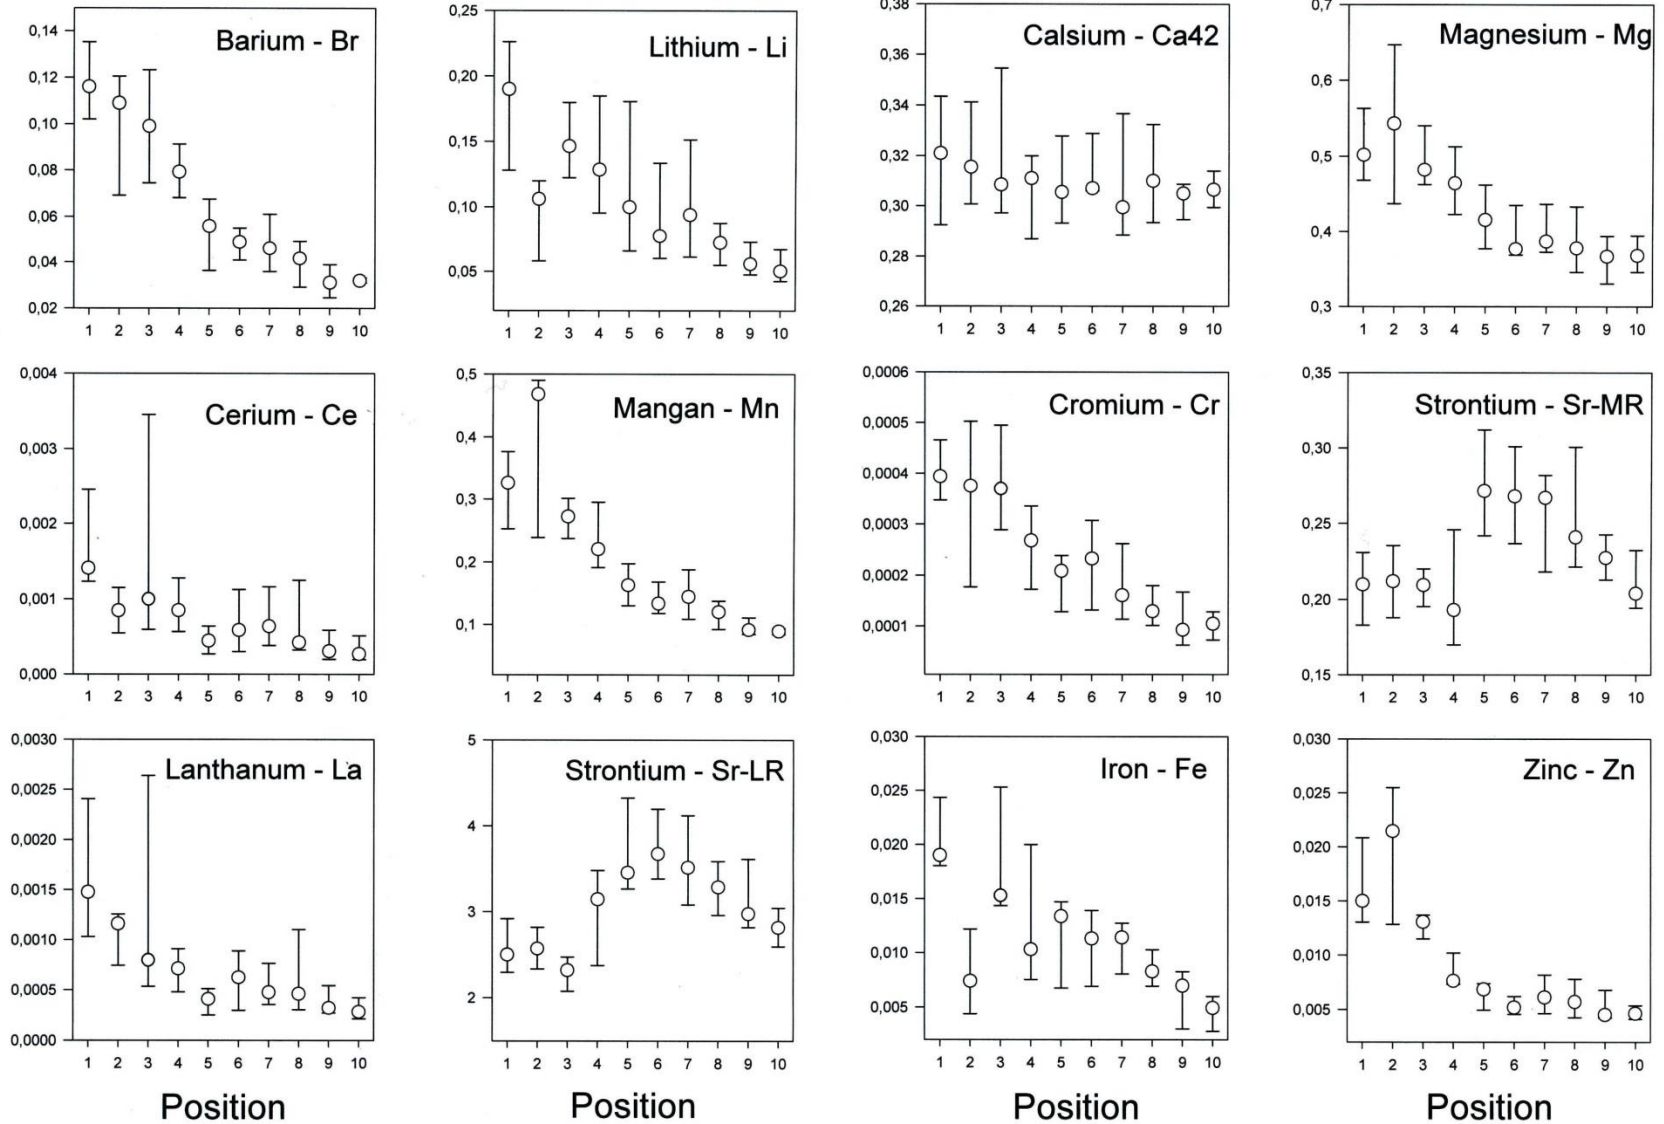 Barium - Br
0,14
0,12
0,10
0,08
0,06
0,04
0,02
1 2 3 4 5 6 7 8 9 10
Lithium - Li
0,25
0,20
0,15
0,10
0,05
1 2 3 4 5 6 7 8 9 10
Calsium - Ca42
0,38
0,36
0,34
0,32
0,30
0,28
0,26
1 2 3 4 5 6 7 8 9 10
Magnesium - Mg
0,7
0,6
0,5
0,4
0,3
1 2 3 4 5 6 7 8 9 10
Cerium - Ce
0,004
0,003
0,002
0,001
0,000
1 2 3 4 5 6 7 8 9 10
Mangan - Mn
0,5
0,4
0,3
0,2
0,1
1 2 3 4 5 6 7 8 9 10
Cromium - Cr
0,0006
0,0005
0,0004
0,0003
0,0002
0,0001
1 2 3 4 5 6 7 8 9 10
Strontium - Sr-MR
0,35
0,30
0,25
0,20
0,15
1 2 3 4 5 6 7 8 9 10
Lanthanum - La
0,0030
0,0025
0,0020
0,0015
0,0010
0,0005
0,0000
1 2 3 4 5 6 7 8 9 10
Position
Strontium - Sr-LR
5
4
3
2
1 2 3 4 5 6 7 8 9 10
Position
Iron - Fe
0,030
0,025
0,020
0,015
0,010
0,005
1 2 3 4 5 6 7 8 9 10
Position
Zinc - Zn
0,030
0,025
0,020
0,015
0,010
0,005
1 2 3 4 5 6 7 8 9 10
Position